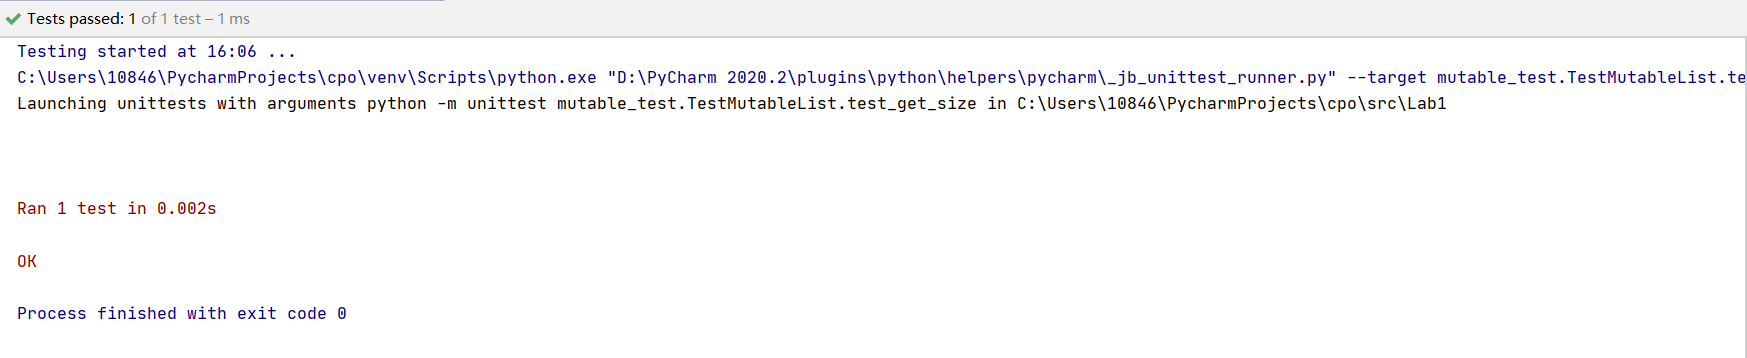 Tests passed: 1 of 1 test – 1 ms
Testing started at 16:06 ...
C:\Users\10846\PycharmProjects\cpo\venv\Scripts\python.exe "D:\PyCharm 2020.2\plugins\python\helpers\pycharm\_jb_unittest_runner.py" --target mutable_test.TestMutableList.te
Launching unittests with arguments python -m unittest mutable_test.TestMutableList.test_get_size in C:\Users\10846\PycharmProjects\cpo\src\Lab1
Ran 1 test in 0.002s
OK
Process finished with exit code 0